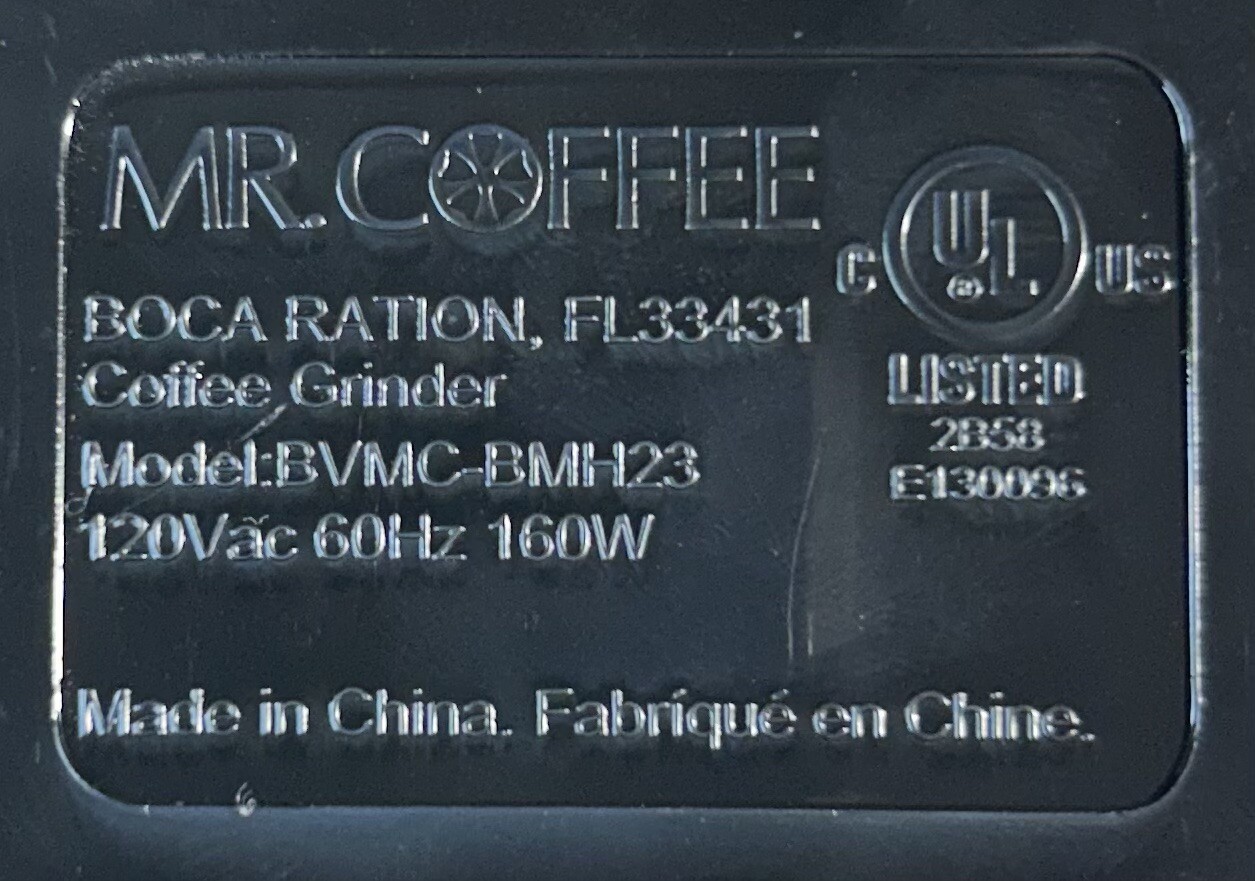 MR. COFFEE
BOCA RATION, FL33431
Coffee Grinder
Model:BVMC-BMH23
120Vac 60Hz 160W
Made in China. Fabríqué en Chine.
C UL® US
LISTED
2B58
E130096